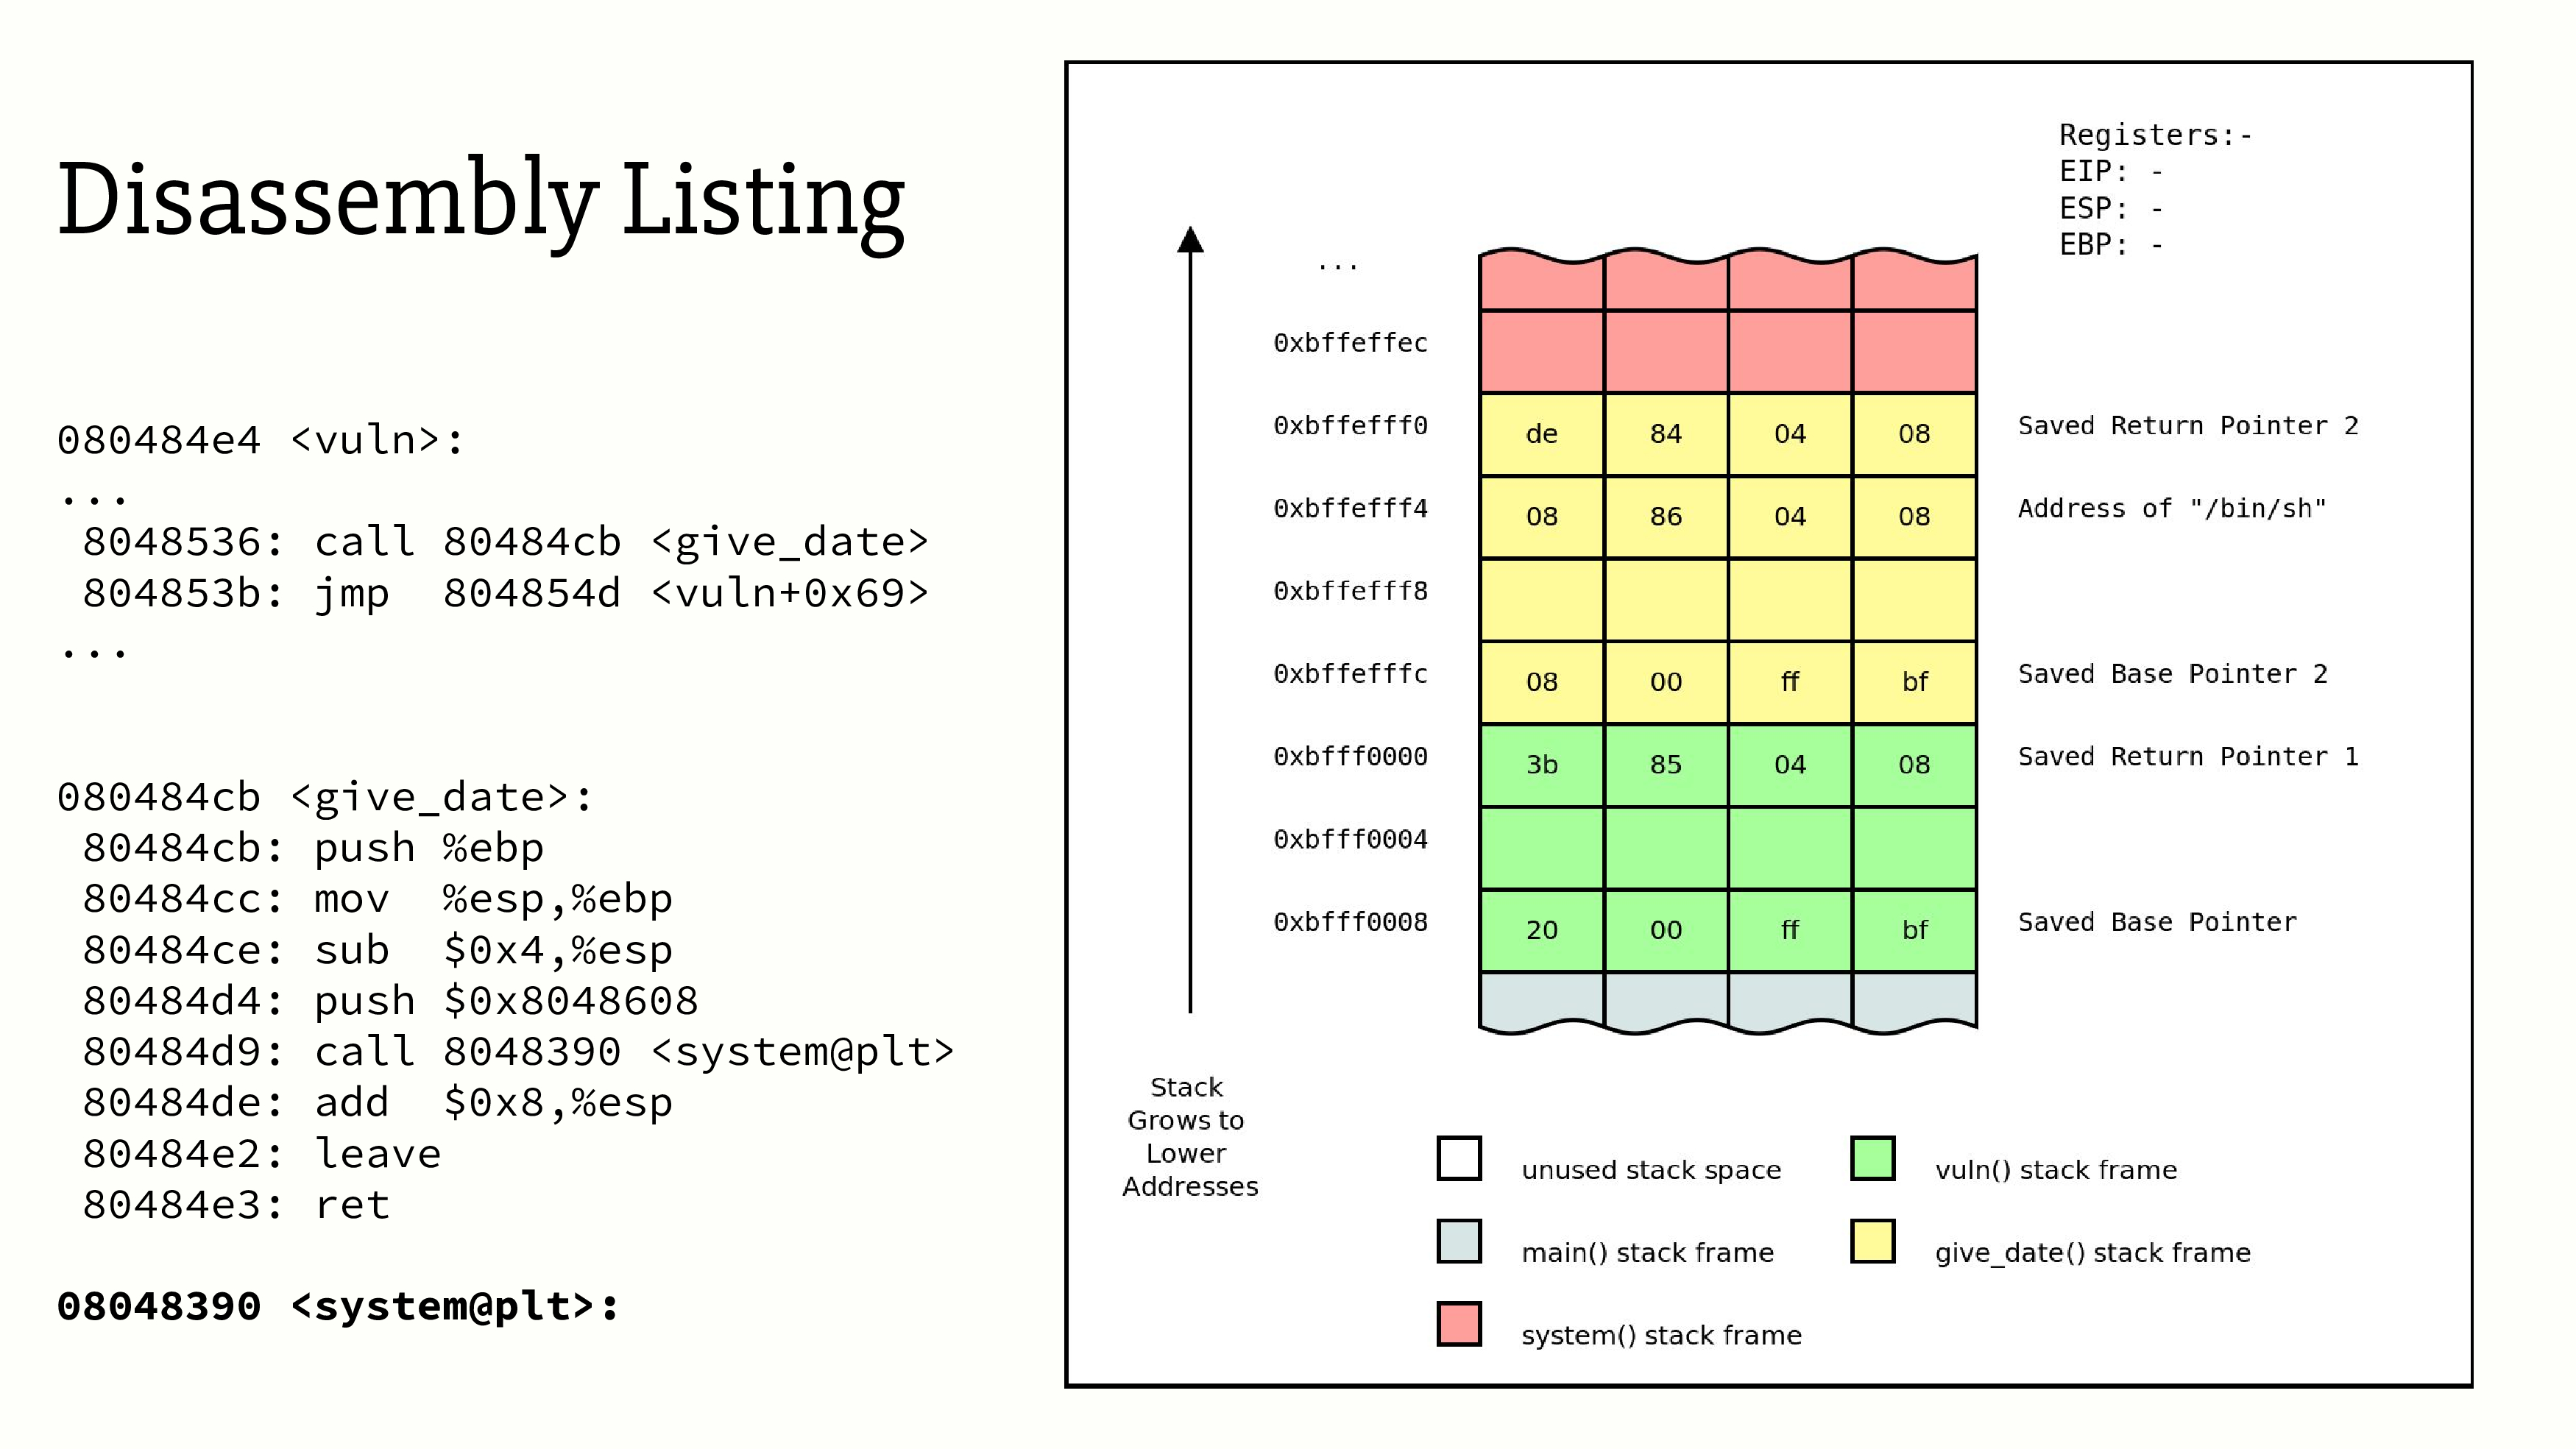 Disassembly Listing
080484e4 <vuln>:
...
8048536: call 80484cb <give_date>
804853b: jmp  804854d <vuln+0x69>
...
080484cb <give_date>:
80484cb: push %ebp
80484cc: mov  %esp,%ebp
80484ce: sub  $0x4,%esp
80484d4: push $0x8048608
80484d9: call 8048390 <system@plt>
80484de: add  $0x8,%esp
80484e2: leave
80484e3: ret
08048390 <system@plt>:
Registers:-
EIP: -
ESP: -
EBP: -
...
0xbffeffec
0xbffefff0 de 84 04 08 Saved Return Pointer 2
0xbffefff4 08 86 04 08 Address of "/bin/sh"
0xbffefff8
0xbffefffc 08 00 ff bf Saved Base Pointer 2
0xbfff0000 3b 85 04 08 Saved Return Pointer 1
0xbfff0004
0xbfff0008 20 00 ff bf Saved Base Pointer
Stack
Grows to
Lower
Addresses
unused stack space
vuln() stack frame
main() stack frame
give_date() stack frame
system() stack frame